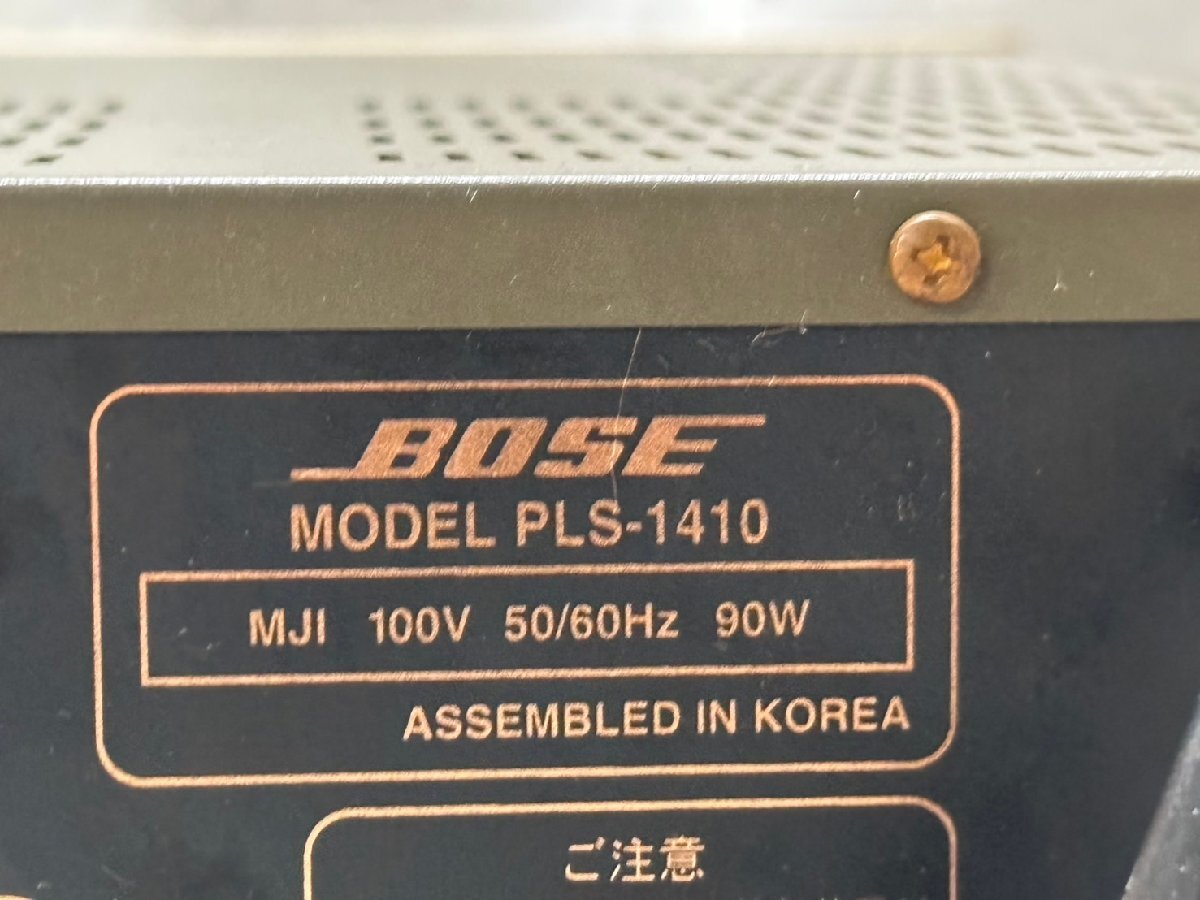 BOSE
MODEL PLS-1410
MJI 100V 50/60Hz 90W
ASSEMBLED IN KOREA
ご注意